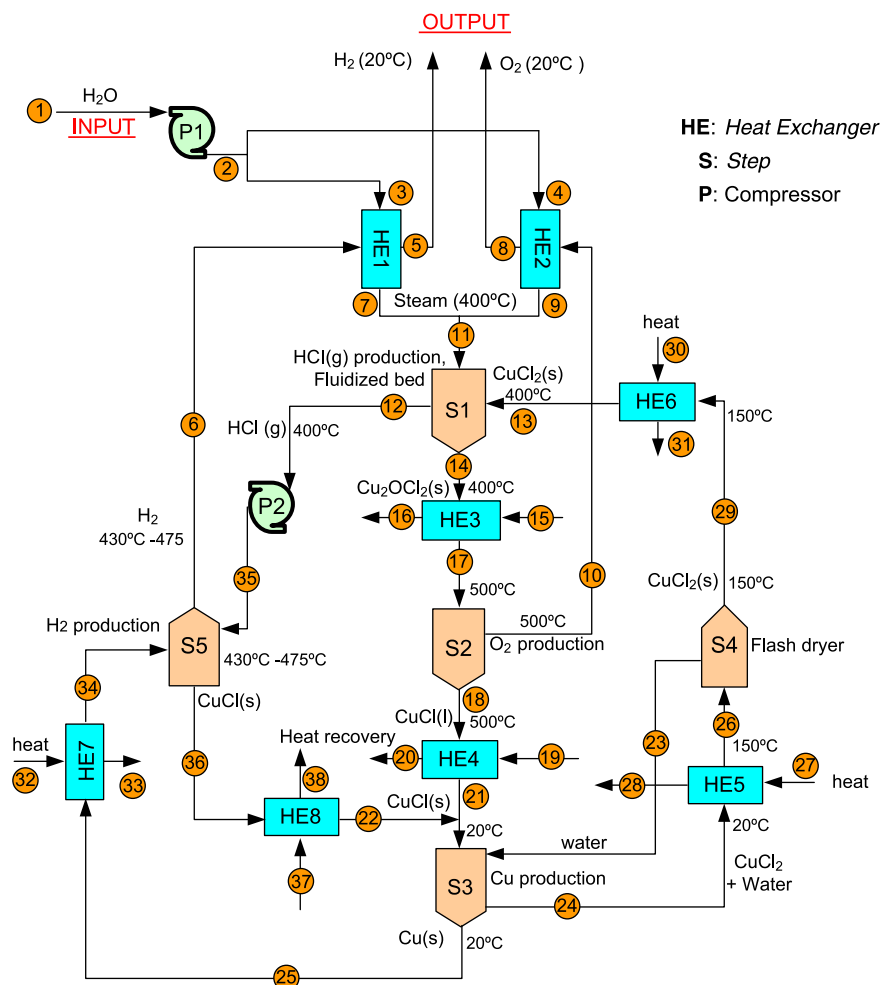 OUTPUT
H2 (20ºC)
O2 (20ºC )
1
H2O
INPUT
P1
2
HE: Heat Exchanger
S: Step
P: Compressor
3
4
HE1
5
8
HE2
7
Steam (400ºC)
9
11
heat
30
HCl(g) production,
Fluidized bed
CuCl2(s)
400ºC
12
S1
13
HE6
150ºC
31
6
HCl (g)
400ºC
14
Cu2OCl2(s)
400ºC
P2
16
HE3
15
29
H2
430ºC -475
17
10
35
500ºC
CuCl2(s)
150ºC
H2 production
S5
430ºC -475ºC
S2
500ºC
O2 production
S4
Flash dryer
34
CuCl(s)
18
CuCl(l)
500ºC
23
26
150ºC
heat
32
HE7
33
36
Heat recovery
38
20
HE4
19
28
HE5
27
heat
21
CuCl(s)
HE8
22
20ºC
20ºC
water
37
S3
Cu production
CuCl2
+ Water
24
Cu(s)
20ºC
25